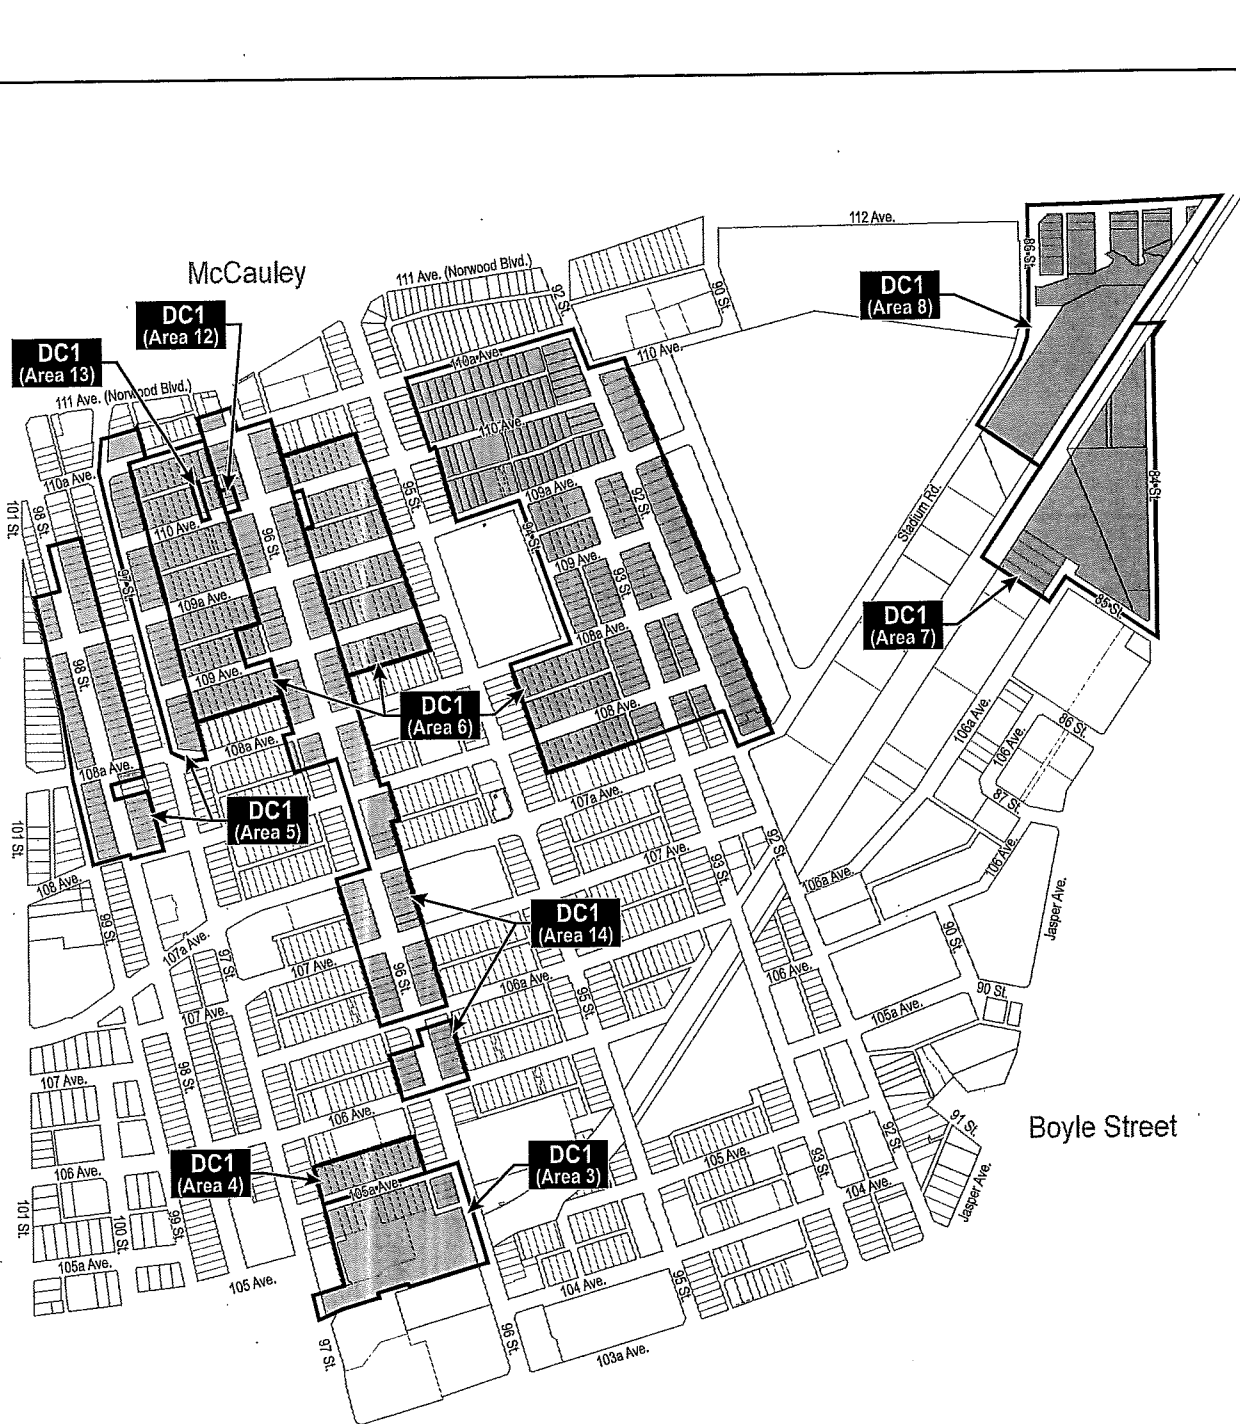 112 Ave.
McCauley
111 Ave. (Norwood Blvd.)
92 St.
90 St.
86 St.
DC1
(Area 8)
DC1
(Area 12)
DC1
(Area 13)
110a Ave.
110 Ave.
111 Ave. (Norwood Blvd.)
110 Ave.
110a Ave.
95 St.
109a Ave.
92 St.
84 St.
101 St.
98 St.
110 Ave.
96 St.
94 St.
Stadium Rd.
97 St.
109 Ave.
93 St.
109a Ave.
85 St.
DC1
(Area 7)
108a Ave.
98 St.
109 Ave.
DC1
(Area 6)
108 Ave.
106a Ave.
106 Ave.
86 St.
108a Ave.
108a Ave.
DC1
(Area 5)
107a Ave.
87 St.
101 St.
92 St.
107 Ave.
93 St.
106 Ave.
108 Ave.
106a Ave.
Jasper Ave.
99 St.
DC1
(Area 14)
107a Ave.
90 St.
97 St.
107 Ave.
96 St.
106a Ave.
106 Ave.
95 St.
90 St.
107 Ave.
105a Ave.
98 St.
107 Ave.
106 Ave.
92 St.
91 St.
Boyle Street
DC1
(Area 4)
DC1
(Area 3)
105 Ave.
93 St.
106 Ave.
105a Ave.
104 Ave.
Jasper Ave.
101 St.
100 St.
99 St.
105a Ave.
105 Ave.
104 Ave.
95 St.
97 St.
96 St.
103a Ave.